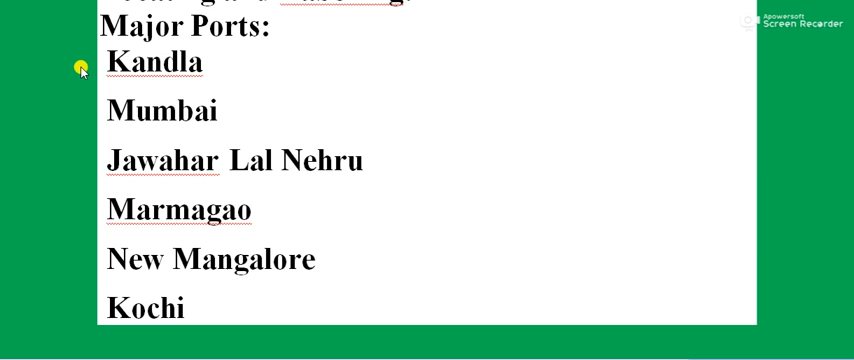 Major Ports:
Kandla
Mumbai
Jawahar Lal Nehru
Marmagao
New Mangalore
Kochi
Apowersoft
Screen Recorder